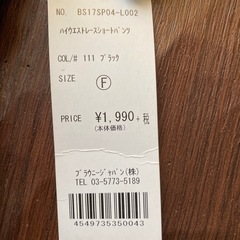 NO. BS17SP04-L002
ハイウエストレースショートパンツ
COL/# 111 ブラック
SIZE Ⓕ
PRICE ¥1,990+税
(本体価格)
ブラウニージャパン(株)
TEL 03-5773-5189
4549735350043